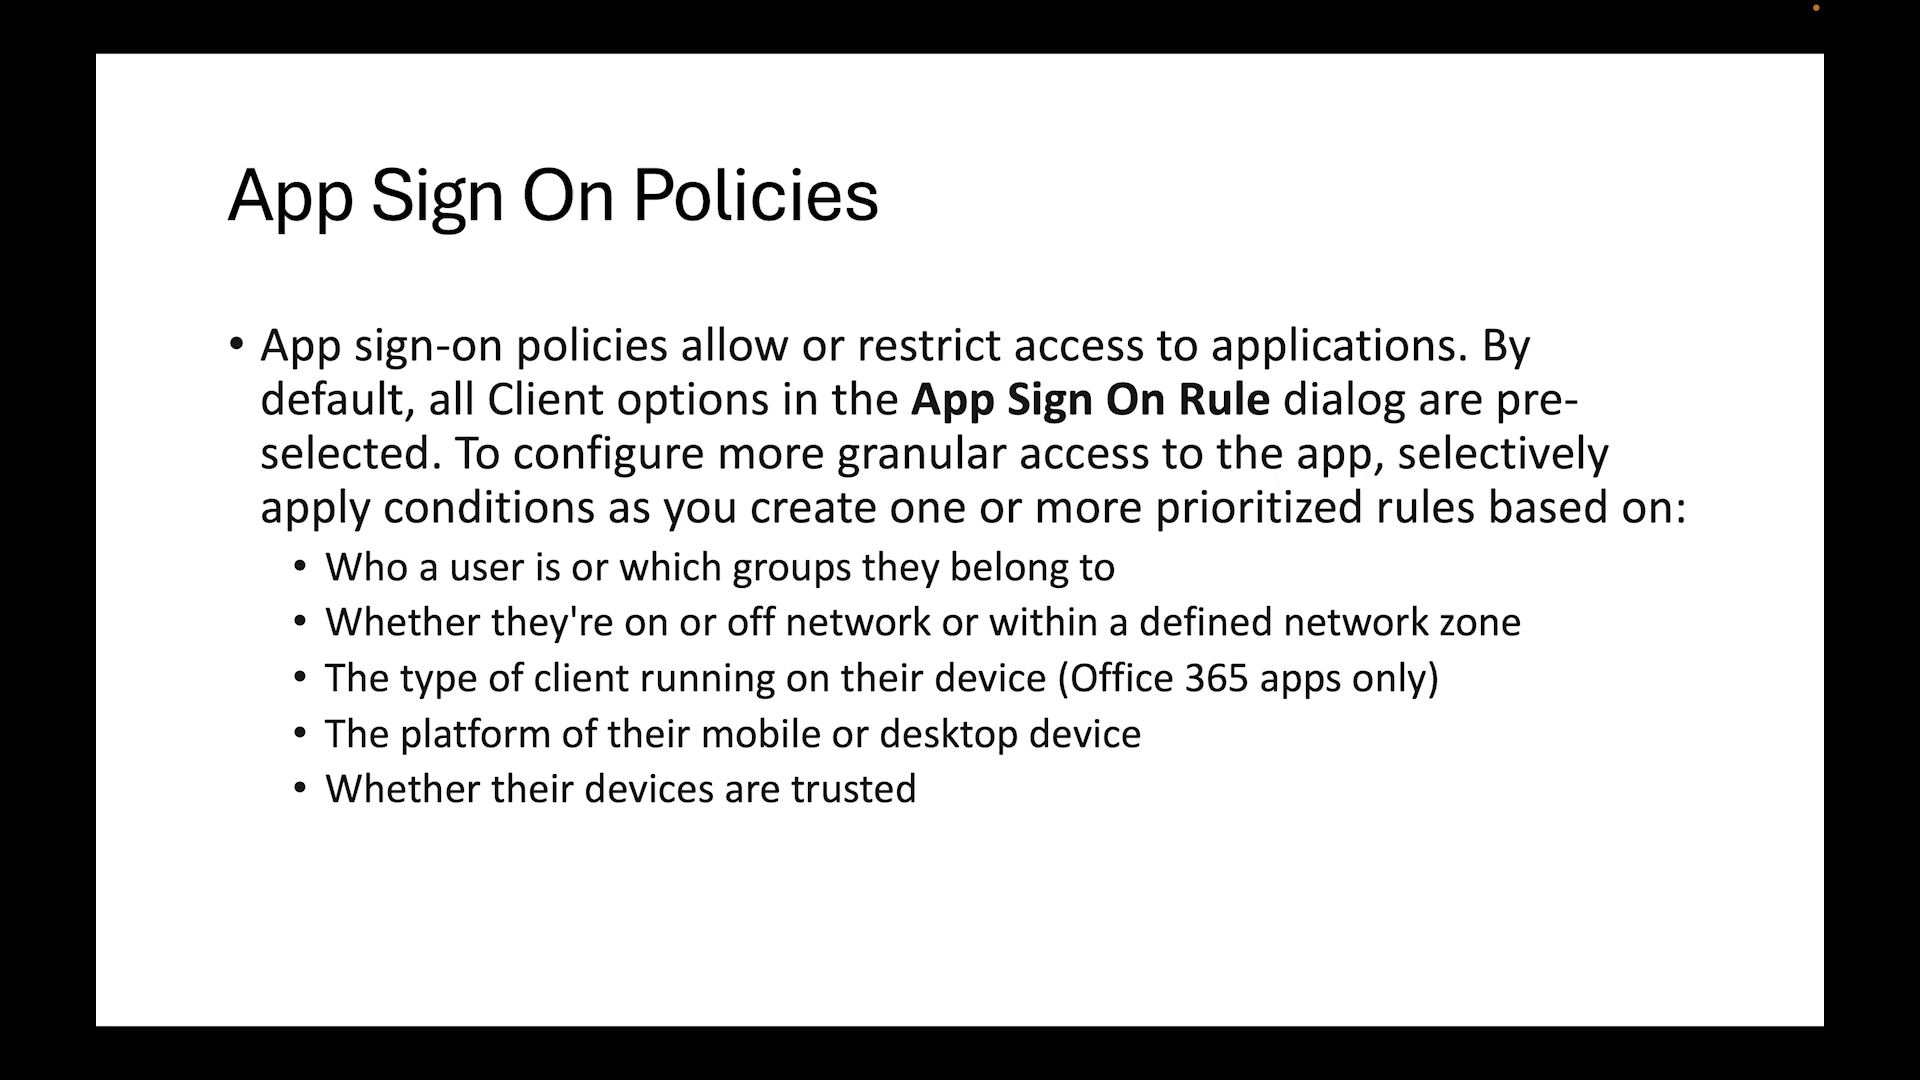 App Sign On Policies
• App sign-on policies allow or restrict access to applications. By
default, all Client options in the App Sign On Rule dialog are pre-
selected. To configure more granular access to the app, selectively
apply conditions as you create one or more prioritized rules based on:
• Who a user is or which groups they belong to
• Whether they're on or off network or within a defined network zone
• The type of client running on their device (Office 365 apps only)
• The platform of their mobile or desktop device
• Whether their devices are trusted